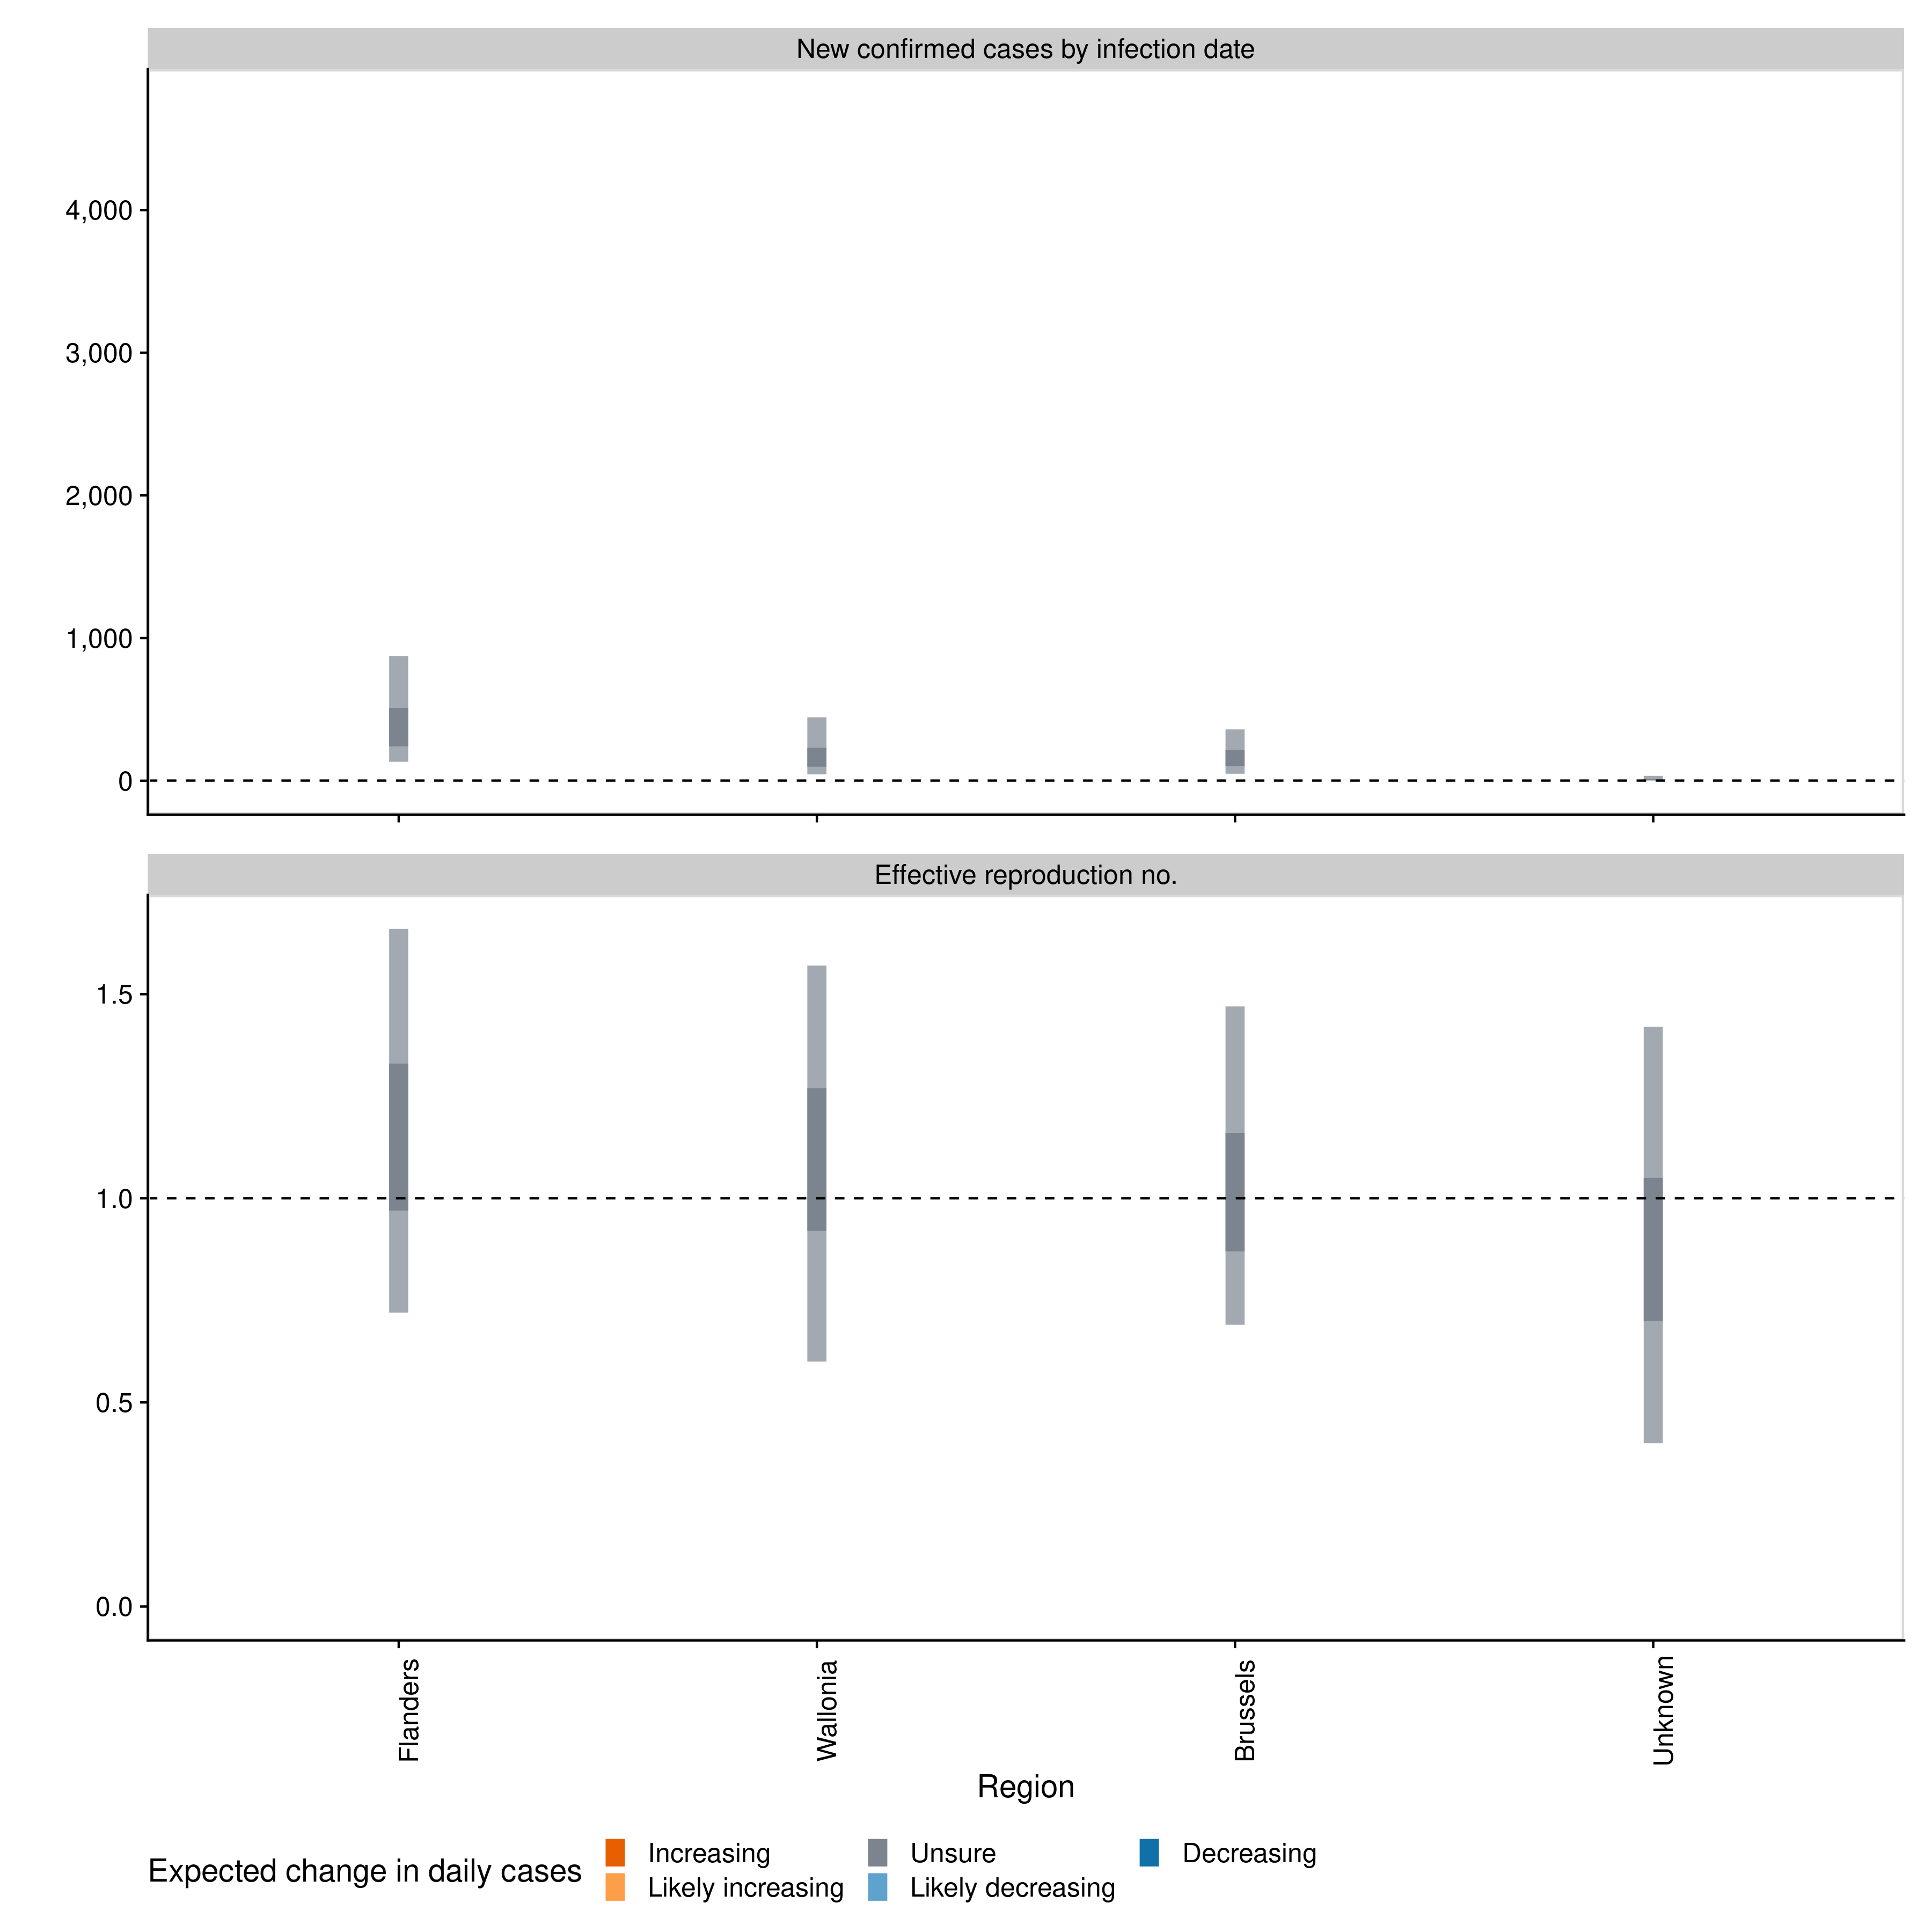 New confirmed cases by infection date
4,000
3,000
2,000
1,000
0
Effective reproduction no.
1.5
1.0
0.5
0.0
Flanders
Wallonia
Brussels
Unknown
Region
Expected change in daily cases
Increasing
Likely increasing
Unsure
Likely decreasing
Decreasing